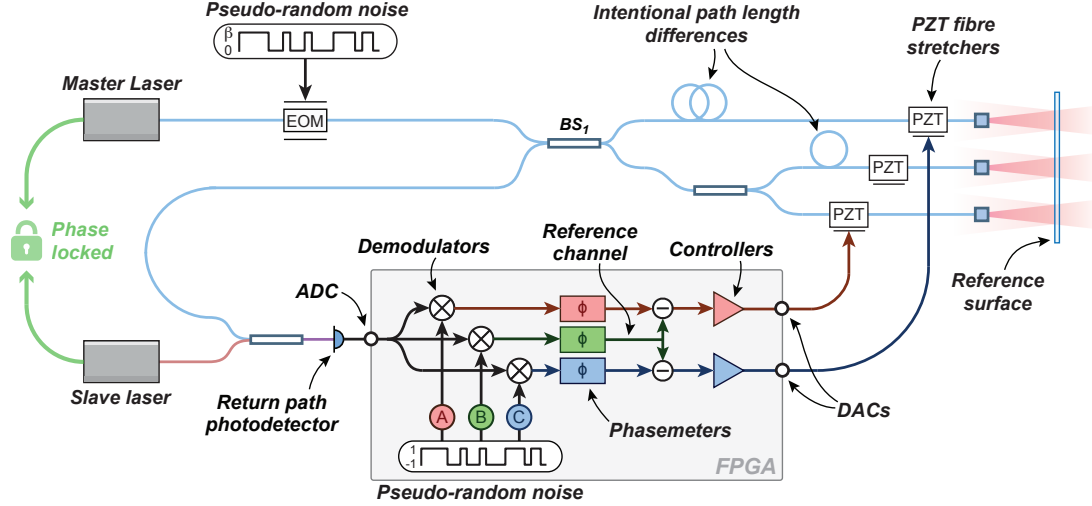 Pseudo-random noise
β
0
Intentional path length
differences
PZT fibre
stretchers
Master Laser
EOM
BS1
PZT
PZT
PZT
Phase
locked
Demodulators
Reference
channel
Controllers
Reference
surface
ADC
ϕ
ϕ
ϕ
Slave laser
Return path
photodetector
A
B
C
Phasemeters
DACs
1
-1
FPGA
Pseudo-random noise